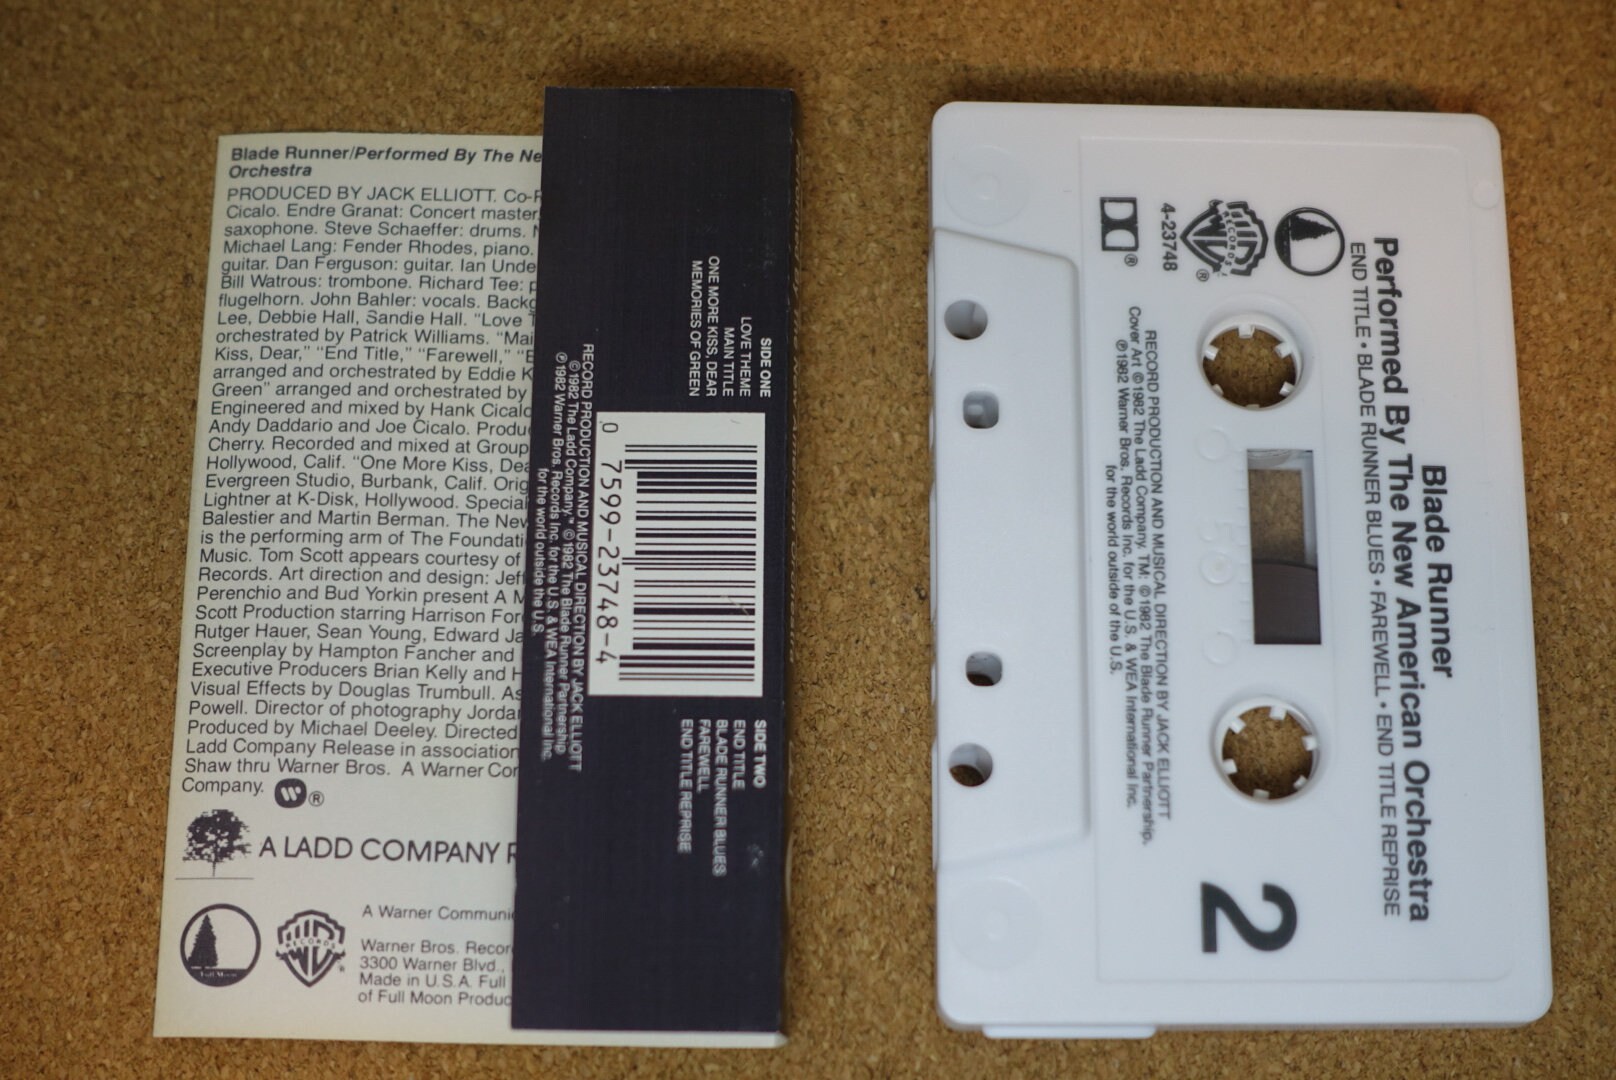 Blade Runner/Performed By The Ne
Orchestra
PRODUCED BY JACK ELLIOTT. Co-P
Cicalo. Endre Granat: Concert master.
saxophone. Steve Schaeffer: drums.
Michael Lang: Fender Rhodes, piano.
guitar. Dan Ferguson: guitar. Ian Unde
Bill Watrous: trombone. Richard Tee: p
flugelhorn. John Bahler: vocals. Backg
Lee, Debbie Hall, Sandie Hall. "Love T
orchestrated by Patrick Williams. "Mai
Kiss, Dear," "End Title," "Farewell," "E
arranged and orchestrated by Eddie K
Green" arranged and orchestrated by
Engineered and mixed by Hank Cicalo
Andy Daddario and Joe Cicalo. Produc
Cherry. Recorded and mixed at Group
Hollywood, Calif. "One More Kiss, Dea
Evergreen Studio, Burbank, Calif. Orig
Lightner at K-Disk, Hollywood. Specia
Balestier and Martin Berman. The New
is the performing arm of The Foundati
Music. Tom Scott appears courtesy of
Records. Art direction and design: Jeff
Perenchio and Bud Yorkin present A M
Scott Production starring Harrison For
Rutger Hauer, Sean Young, Edward Ja
Screenplay by Hampton Fancher and
Executive Producers Brian Kelly and H
Visual Effects by Douglas Trumbull. As
Powell. Director of photography Jorda
Produced by Michael Deeley. Directed
Ladd Company Release in association
Shaw thru Warner Bros. A Warner Com
Company. ®
A LADD COMPANY R
A Warner Communi
Warner Bros. Recor
3300 Warner Blvd.,
Made in U.S.A. Full
of Full Moon Produc
RECORDS
SIDE ONE
LOVE THEME
MAIN TITLE
ONE MORE KISS, DEAR
MEMORIES OF GREEN
0 7599-23748-4
SIDE TWO
END TITLE
BLADE RUNNER BLUES
FAREWELL
END TITLE REPRISE
RECORD PRODUCTION AND MUSICAL DIRECTION BY JACK ELLIOTT
©1982 The Ladd Company.™ ©1982 The Blade Runner Partnership
℗1982 Warner Bros. Records Inc. for the U.S. & WEA International Inc.
for the world outside the U.S.
Blade Runner
Performed By The New American Orchestra
END TITLE • BLADE RUNNER BLUES • FAREWELL • END TITLE REPRISE
RECORDS ®
4-23748
®
2
RECORD PRODUCTION AND MUSICAL DIRECTION BY JACK ELLIOTT
Cover Art ©1982 The Ladd Company. TM: ©1982 The Blade Runner Partnership.
℗1982 Warner Bros. Records Inc. for the U.S. & WEA International Inc.
for the world outside of the U.S.